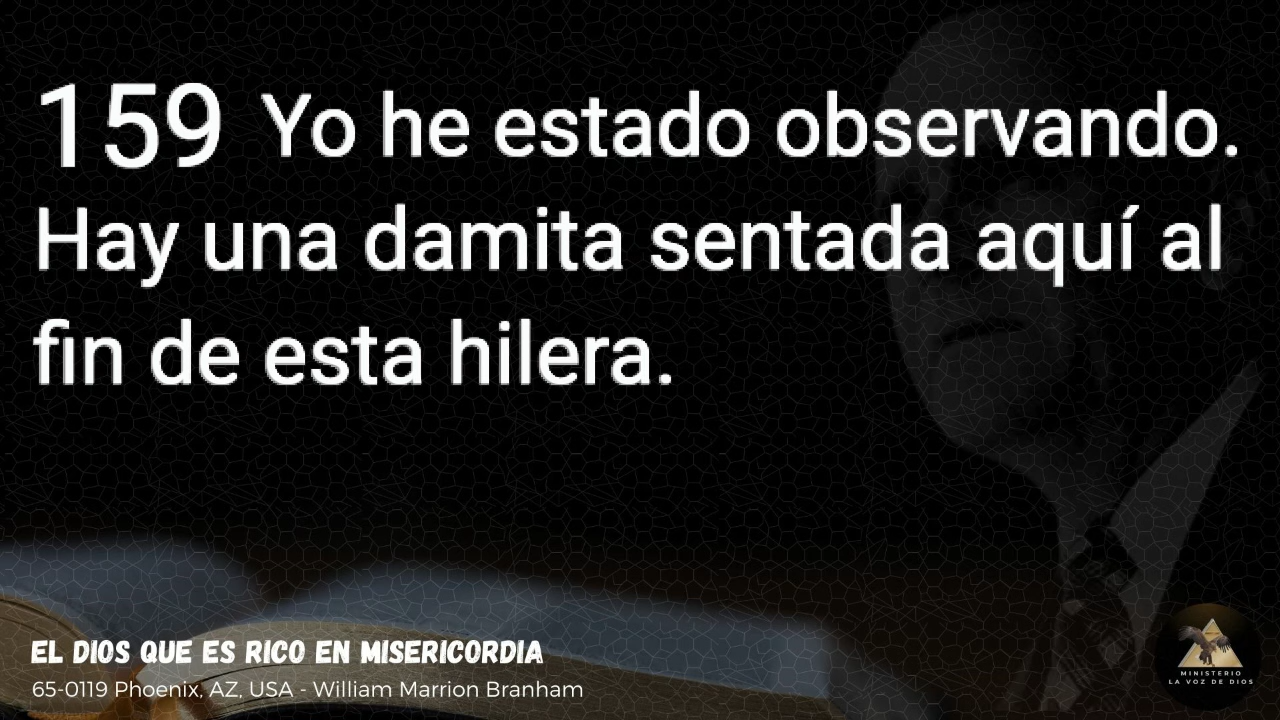 159 Yo he estado observando.
Hay una damita sentada aquí al
fin de esta hilera.
EL DIOS QUE ES RICO EN MISERICORDIA
65-0119 Phoenix, AZ, USA - William Marrion Branham
MINISTERIO
LA VOZ DE DIOS